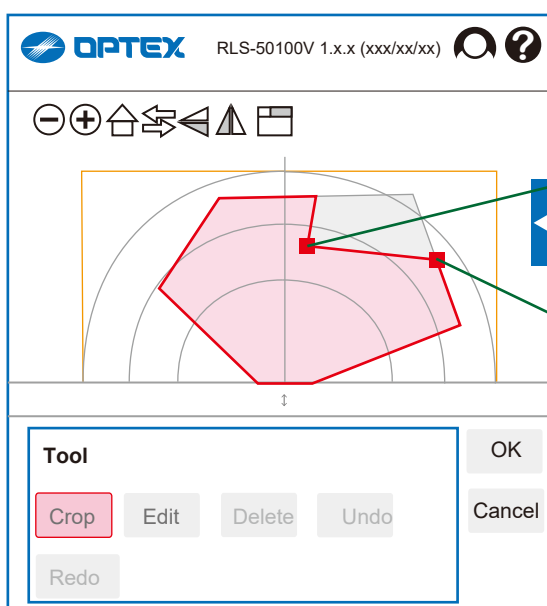 OPTEX RLS-50100V 1.x.x (xxx/xx/xx) ?
Tool
OK
Crop Edit Delete Undo
Cancel
Redo